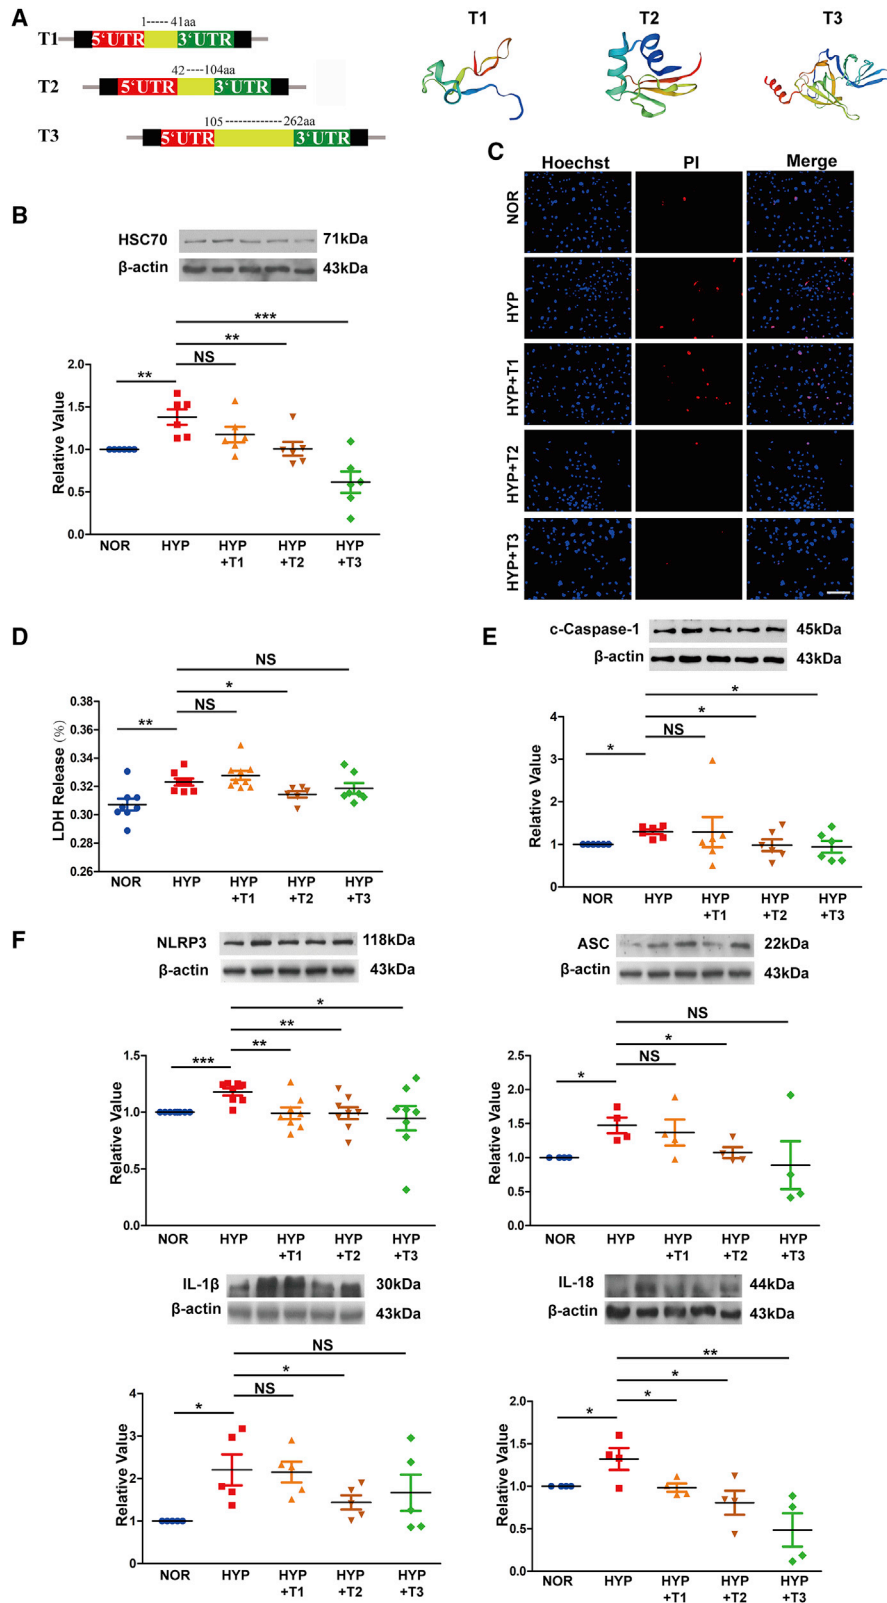 A
1----- 41aa
T1
5‘UTR
3‘UTR
42 ----104aa
T2
5‘UTR
3‘UTR
105 -------------- 262aa
T3
5‘UTR
3‘UTR
T1
T2
T3
B
HSC70
71kDa
β-actin
43kDa
***
**
NS
**
Relative Value
2.0
1.5
1.0
0.5
0.0
NOR
HYP
HYP
+T1
HYP
+T2
HYP
+T3
C
Hoechst
PI
Merge
NOR
HYP
HYP+T1
HYP+T2
HYP+T3
D
NS
*
NS
**
LDH Release (%)
0.38
0.36
0.34
0.32
0.30
0.28
0.26
NOR
HYP
HYP
+T1
HYP
+T2
HYP
+T3
E
c-Caspase-1
45kDa
β-actin
43kDa
*
*
NS
*
Relative Value
4
3
2
1
0
NOR
HYP
HYP
+T1
HYP
+T2
HYP
+T3
F
NLRP3
118kDa
β-actin
43kDa
*
**
**
***
Relative Value
1.5
1.0
0.5
0.0
NOR
HYP
HYP
+T1
HYP
+T2
HYP
+T3
ASC
22kDa
β-actin
43kDa
NS
*
NS
*
Relative Value
2.5
2.0
1.5
1.0
0.5
0.0
NOR
HYP
HYP
+T1
HYP
+T2
HYP
+T3
IL-1β
30kDa
β-actin
43kDa
NS
*
NS
*
Relative Value
4
3
2
1
0
NOR
HYP
HYP
+T1
HYP
+T2
HYP
+T3
IL-18
44kDa
β-actin
43kDa
**
*
*
*
Relative Value
2.0
1.5
1.0
0.5
0.0
NOR
HYP
HYP
+T1
HYP
+T2
HYP
+T3